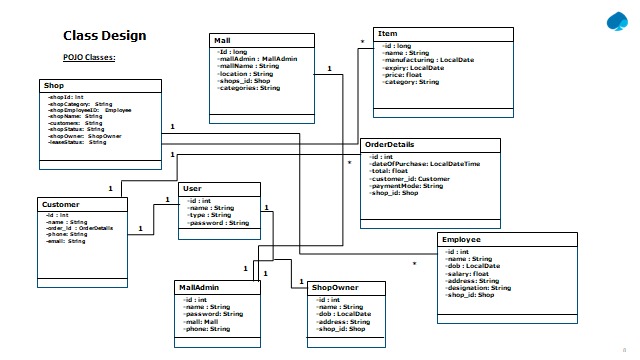 Class Design
POJO Classes:
Mall
-Id : long
-mallAdmin : MallAdmin
-mallName : String
-location : String
-shops_id: Shop
-categories: String
Item
-id : long
-name : String
-manufacturing : LocalDate
-expiry: LocalDate
-price: float
-category: String
Shop
-shopId: int
-shopCategory: String
-shopEmployeeID: Employee
-shopName: String
-customers: String
-shopStatus: String
-shopOwner: ShopOwner
-leaseStatus: String
OrderDetails
-id : int
-dateOfPurchase: LocalDateTime
-total: float
-customer_id: Customer
-paymentMode: String
-shop_id: Shop
Customer
-id : int
-name : String
-order_id : OrderDetails
-phone: String
-email: String
User
-id : int
-name : String
-type : String
-password : String
Employee
-id : int
-name : String
-dob : LocalDate
-salary: float
-address: String
-designation: String
-shop_id: Shop
MallAdmin
-id : int
-name : String
-password: String
-mall: Mall
-phone: String
ShopOwner
-id : int
-name : String
-dob : LocalDate
-address: String
-shop_id: Shop
*
1
1
1
*
1
1
1
1
1
1
*